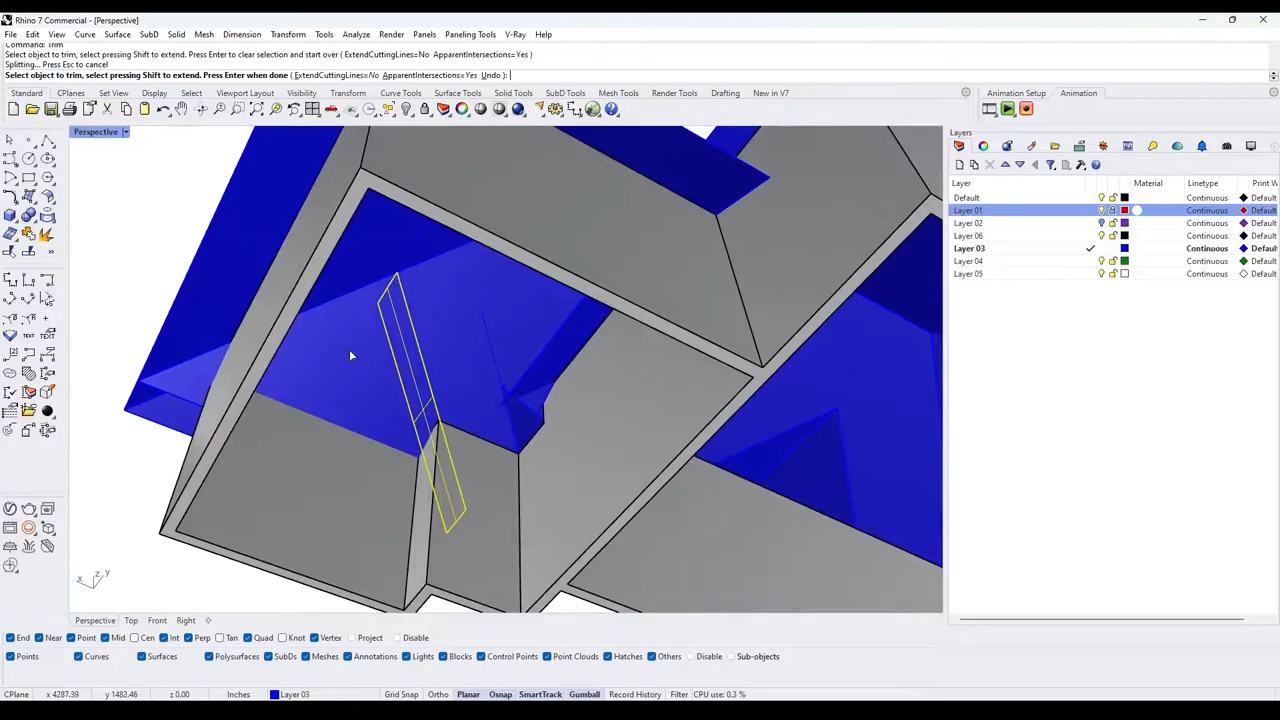 Rhino 7 Commercial - [Perspective]
File Edit View Curve Surface SubD Solid Mesh Dimension Transform Tools Analyze Render Panels V-Ray Help
Command: Trim
Select object to trim, select pressing Shift to extend. Press Enter to clear selection and start over ( ExtendCuttingLines=No ApparentIntersections=Yes )
Splitting... Press Esc to cancel
Select object to trim, select pressing Shift to extend. Press Enter when done ( ExtendCuttingLines=No ApparentIntersections=Yes Undo ):
Standard CPlanes Set View Display Select Viewport Layout Visibility Transform Curve Tools Surface Tools Solid Tools SubD Tools Mesh Tools Render Tools Drafting New in V7 Animation Setup Animation
Perspective Layers
Layer Material Linetype Print W
Default Continuous Default
Layer 01 Continuous Default
Layer 02 Continuous Default
Layer 06 Continuous Default
Layer 03 Continuous Default
Layer 04 Continuous Default
Layer 05 Continuous Default
x z y
Perspective Top Front Right
End Near Point Mid Cen Int Perp Tan Quad Knot Vertex Project Disable
Points Curves Surfaces Polysurfaces SubDs Meshes Annotations Lights Blocks Control Points Point Clouds Hatches Others Disable Sub-objects
CPlane x 4287.39 y 1482.46 z 0.00 Inches Layer 03 Grid Snap Ortho Planar Osnap SmartTrack Gumball Record History Filter CPU use: 0.3 %